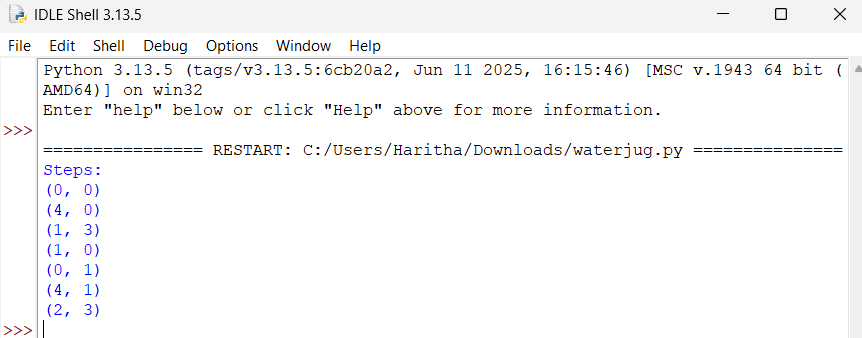 IDLE Shell 3.13.5
File Edit Shell Debug Options Window Help
Python 3.13.5 (tags/v3.13.5:6cb20a2, Jun 11 2025, 16:15:46) [MSC v.1943 64 bit (
AMD64)] on win32
Enter "help" below or click "Help" above for more information.
>>>
================ RESTART: C:/Users/Haritha/Downloads/waterjug.py ===============
Steps:
(0, 0)
(4, 0)
(1, 3)
(1, 0)
(0, 1)
(4, 1)
(2, 3)
>>>